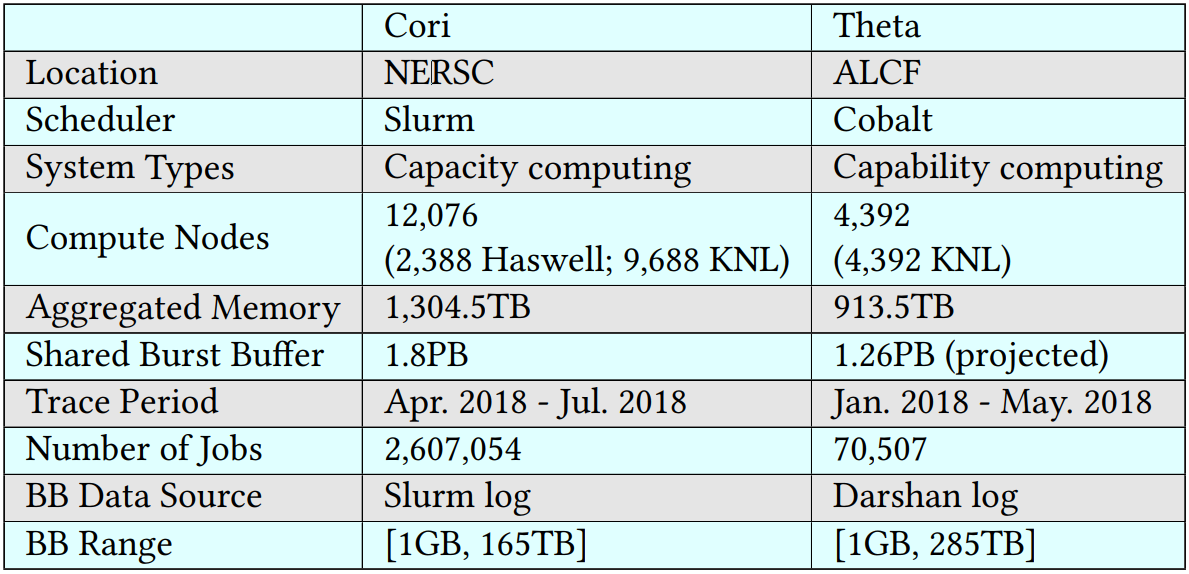 Cori Theta
Location NERSC ALCF
Scheduler Slurm Cobalt
System Types Capacity computing Capability computing
Compute Nodes 12,076 (2,388 Haswell; 9,688 KNL) 4,392 (4,392 KNL)
Aggregated Memory 1,304.5TB 913.5TB
Shared Burst Buffer 1.8PB 1.26PB (projected)
Trace Period Apr. 2018 - Jul. 2018 Jan. 2018 - May. 2018
Number of Jobs 2,607,054 70,507
BB Data Source Slurm log Darshan log
BB Range [1GB, 165TB] [1GB, 285TB]